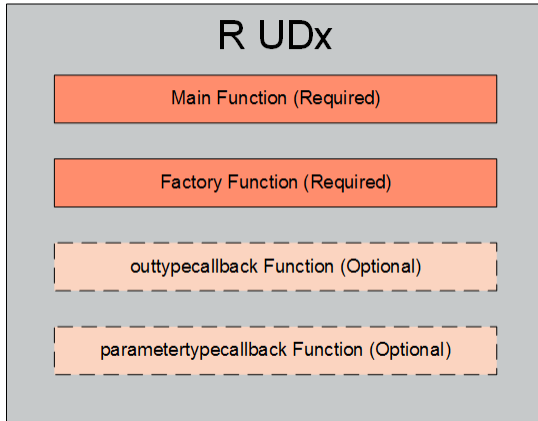 R UDx
Main Function (Required)
Factory Function (Required)
outtypecallback Function (Optional)
parametertypecallback Function (Optional)